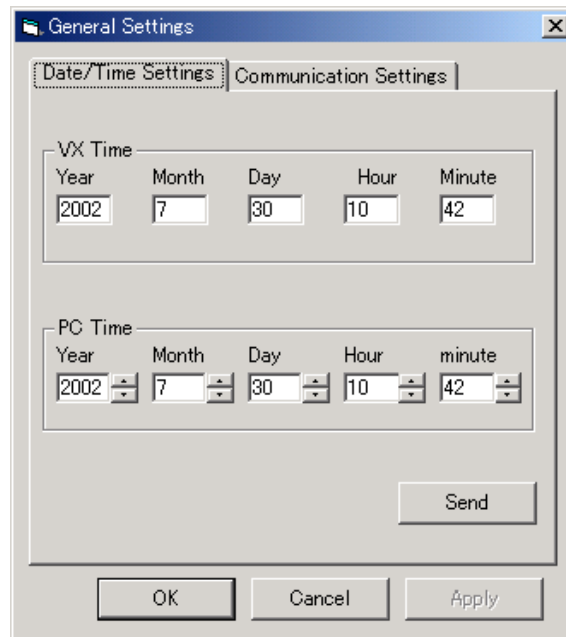 General Settings
Date/Time Settings Communication Settings
VX Time
Year Month Day Hour Minute
2002 7 30 10 42
PC Time
Year Month Day Hour minute
2002 7 30 10 42
Send
OK Cancel Apply